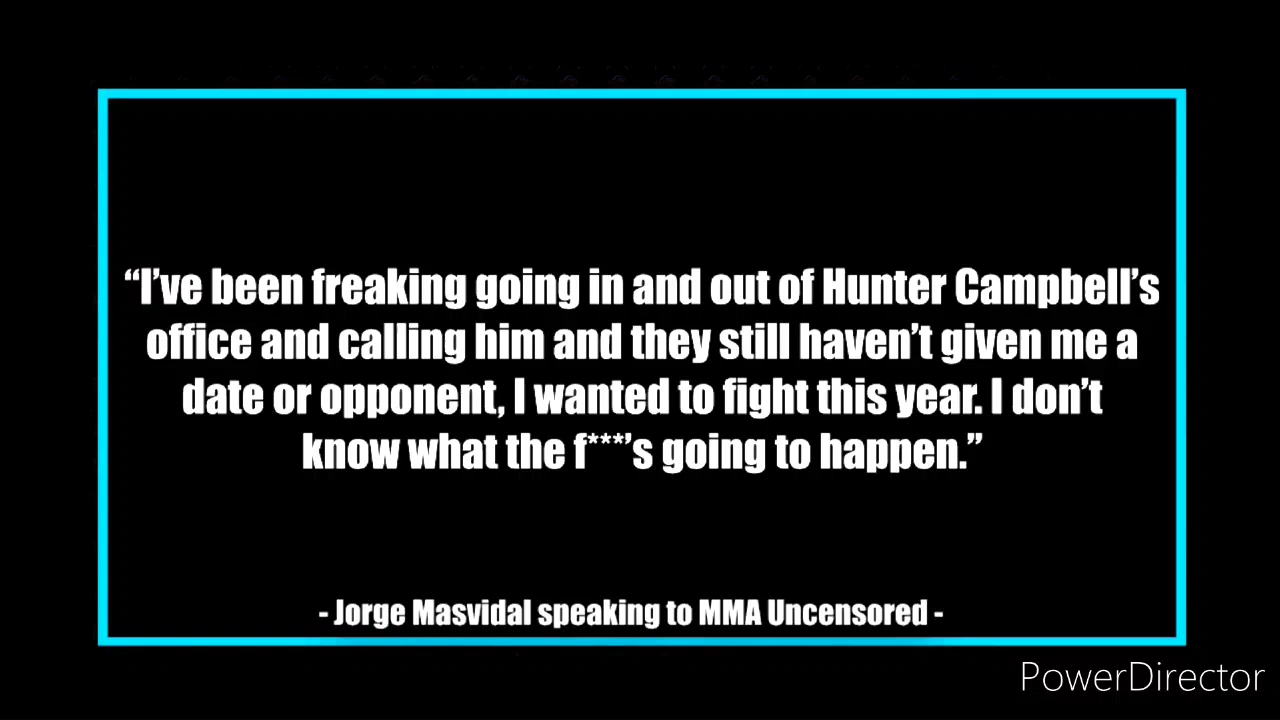 “I’ve been freaking going in and out of Hunter Campbell’s
office and calling him and they still haven’t given me a
date or opponent, I wanted to fight this year. I don’t
know what the f***’s going to happen.”
- Jorge Masvidal speaking to MMA Uncensored -
PowerDirector